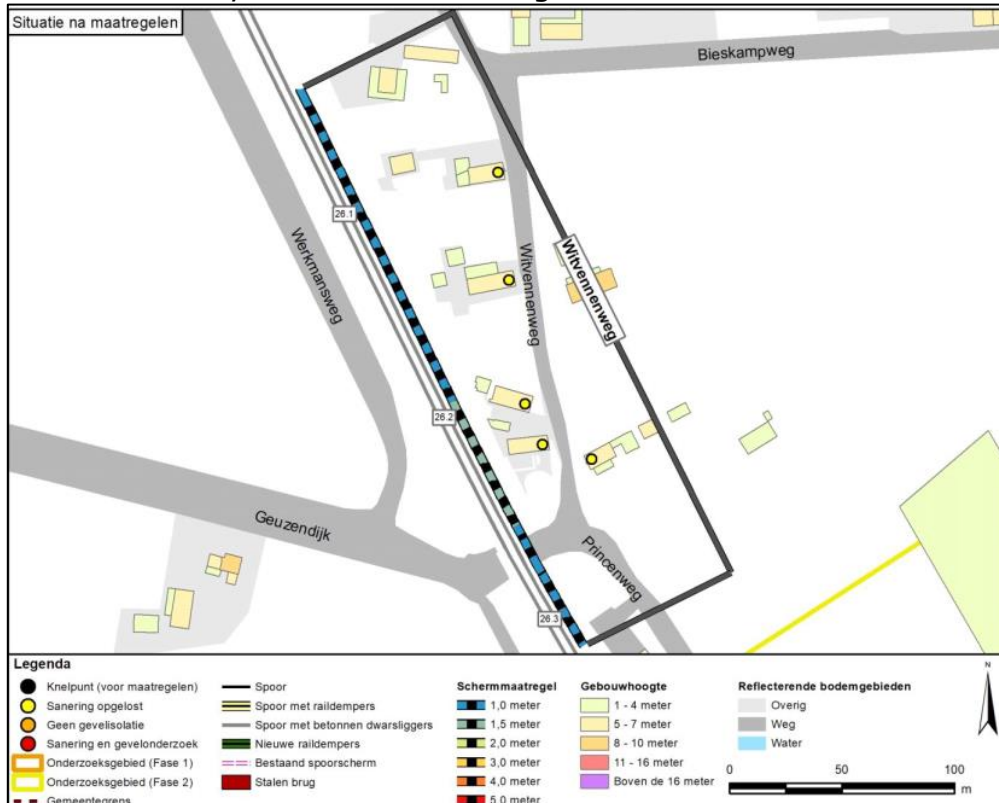 Situatie na maatregelen
Bieskampweg
26.1
Werkmansweg
Witvennenweg
Witvennenweg
26.2
Geuzendijk
Princenweg
26.3
Legenda
Knelpunt (voor maatregelen)
Sanering opgelost
Geen gevelisolatie
Sanering en gevelonderzoek
Onderzoeksgebied (Fase 1)
Onderzoeksgebied (Fase 2)
Gemeentegrens
Spoor
Spoor met raildempers
Spoor met betonnen dwarsliggers
Nieuwe raildempers
Bestaand spoorscherm
Stalen brug
Schermmaatregel
1,0 meter
1,5 meter
2,0 meter
3,0 meter
4,0 meter
5,0 meter
Gebouwhoogte
1 - 4 meter
5 - 7 meter
8 - 10 meter
11 - 16 meter
Boven de 16 meter
Reflecterende bodemgebieden
Overig
Weg
Water
N
0 50 100
m